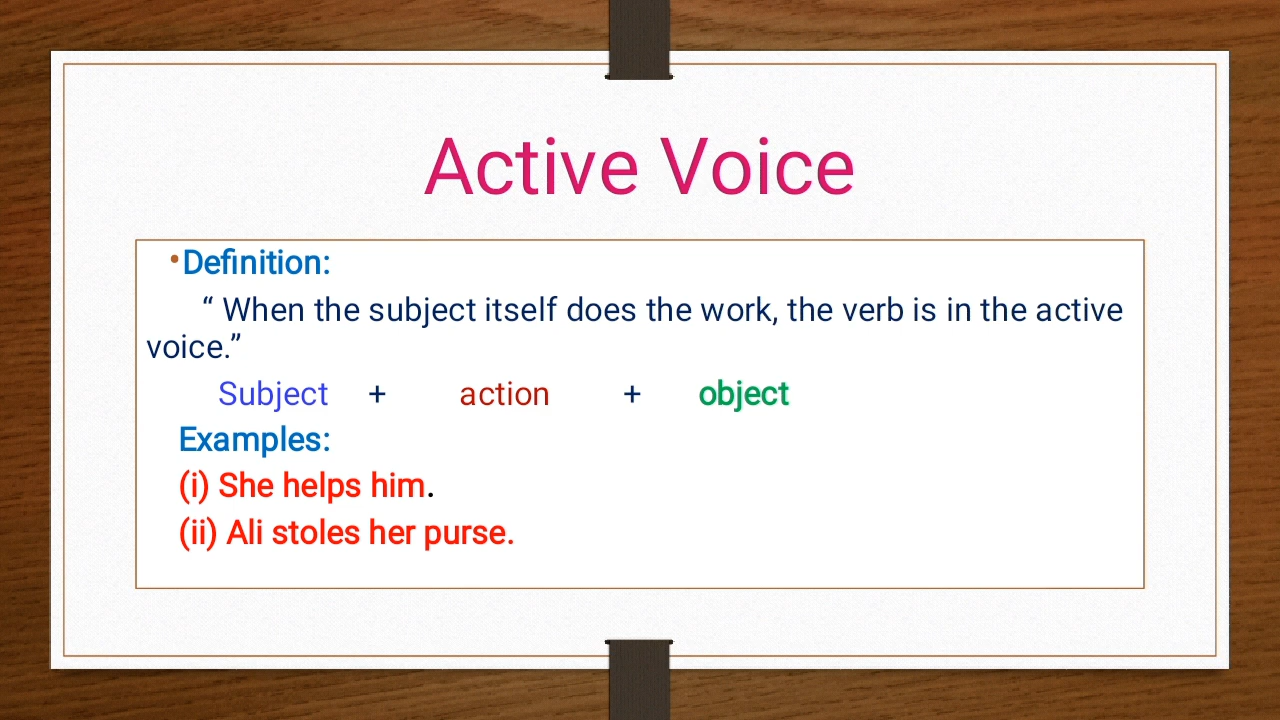 Active Voice
•Definition:
“ When the subject itself does the work, the verb is in the active
voice.”
Subject + action + object
Examples:
(i) She helps him.
(ii) Ali stoles her purse.